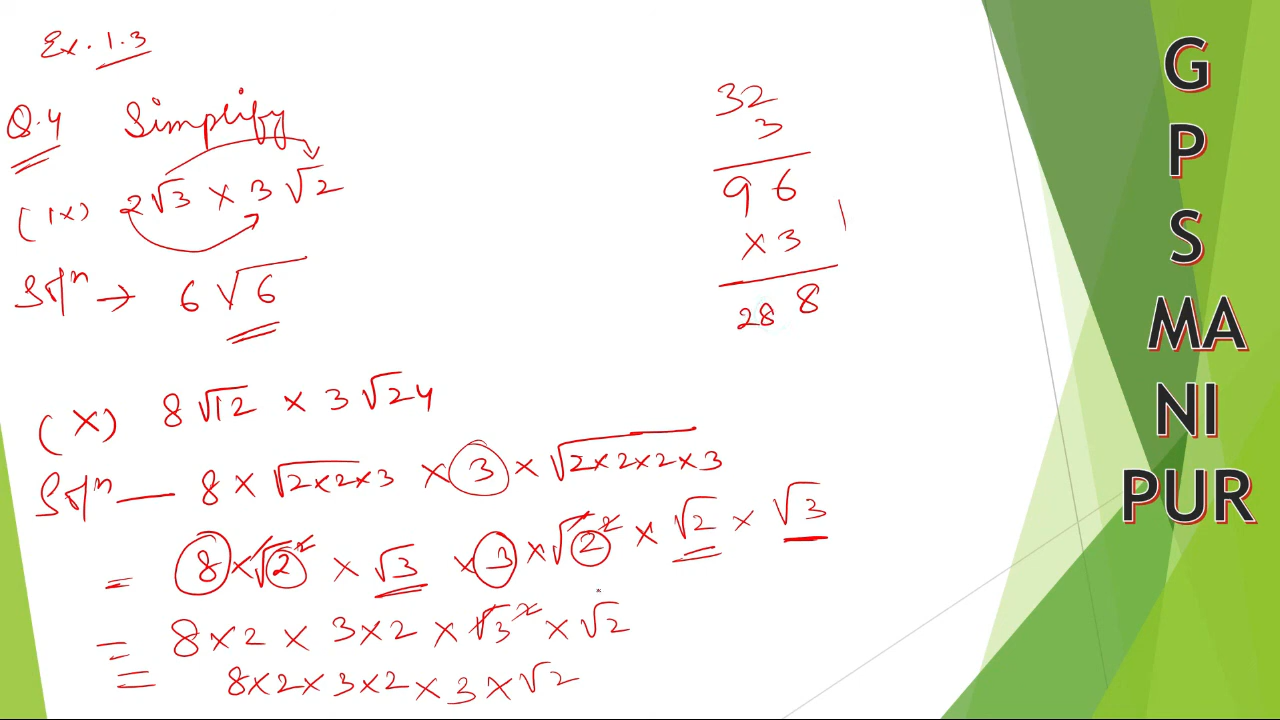 Ex. 1.3
Q.4 Simplify
(ix) 2√3 × 3√2
Solⁿ → 6√6
(x) 8√12 × 3√24
Solⁿ — 8 × √2×2×3 × 3 × √2×2×2×3
= 8 × √2² × √3 × 3 × √2² × √2 × √3
= 8 × 2 × 3 × 2 × √3² × √2
= 8 × 2 × 3 × 2 × 3 × √2
32
3
96
× 3
288
G
P
S
MA
NI
PUR